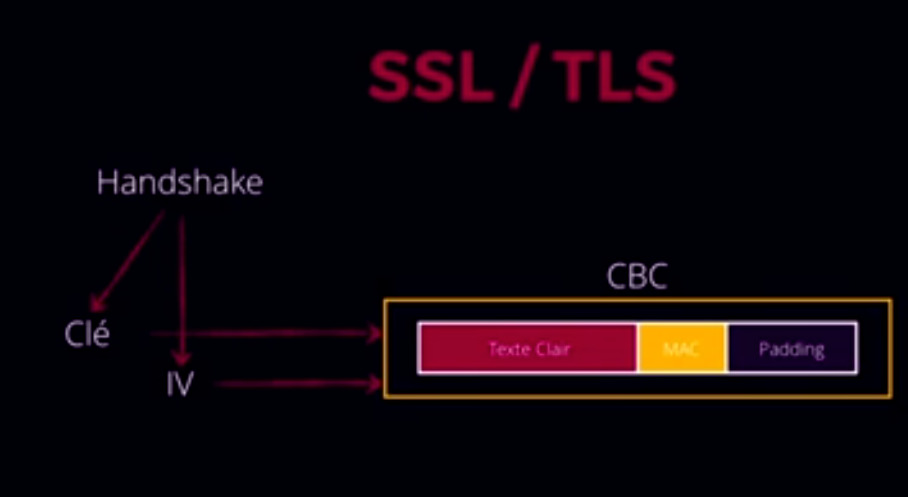 SSL / TLS
Handshake
CBC
Clé
Texte Clair
MAC
Padding
IV